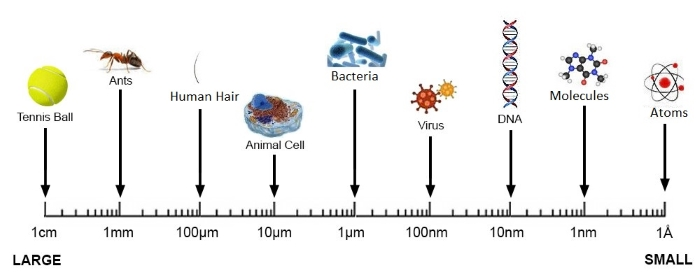 Tennis Ball
Ants
Human Hair
Animal Cell
Bacteria
Virus
DNA
Molecules
Atoms
1cm 1mm 100µm 10µm 1µm 100nm 10nm 1nm 1Å
LARGE SMALL